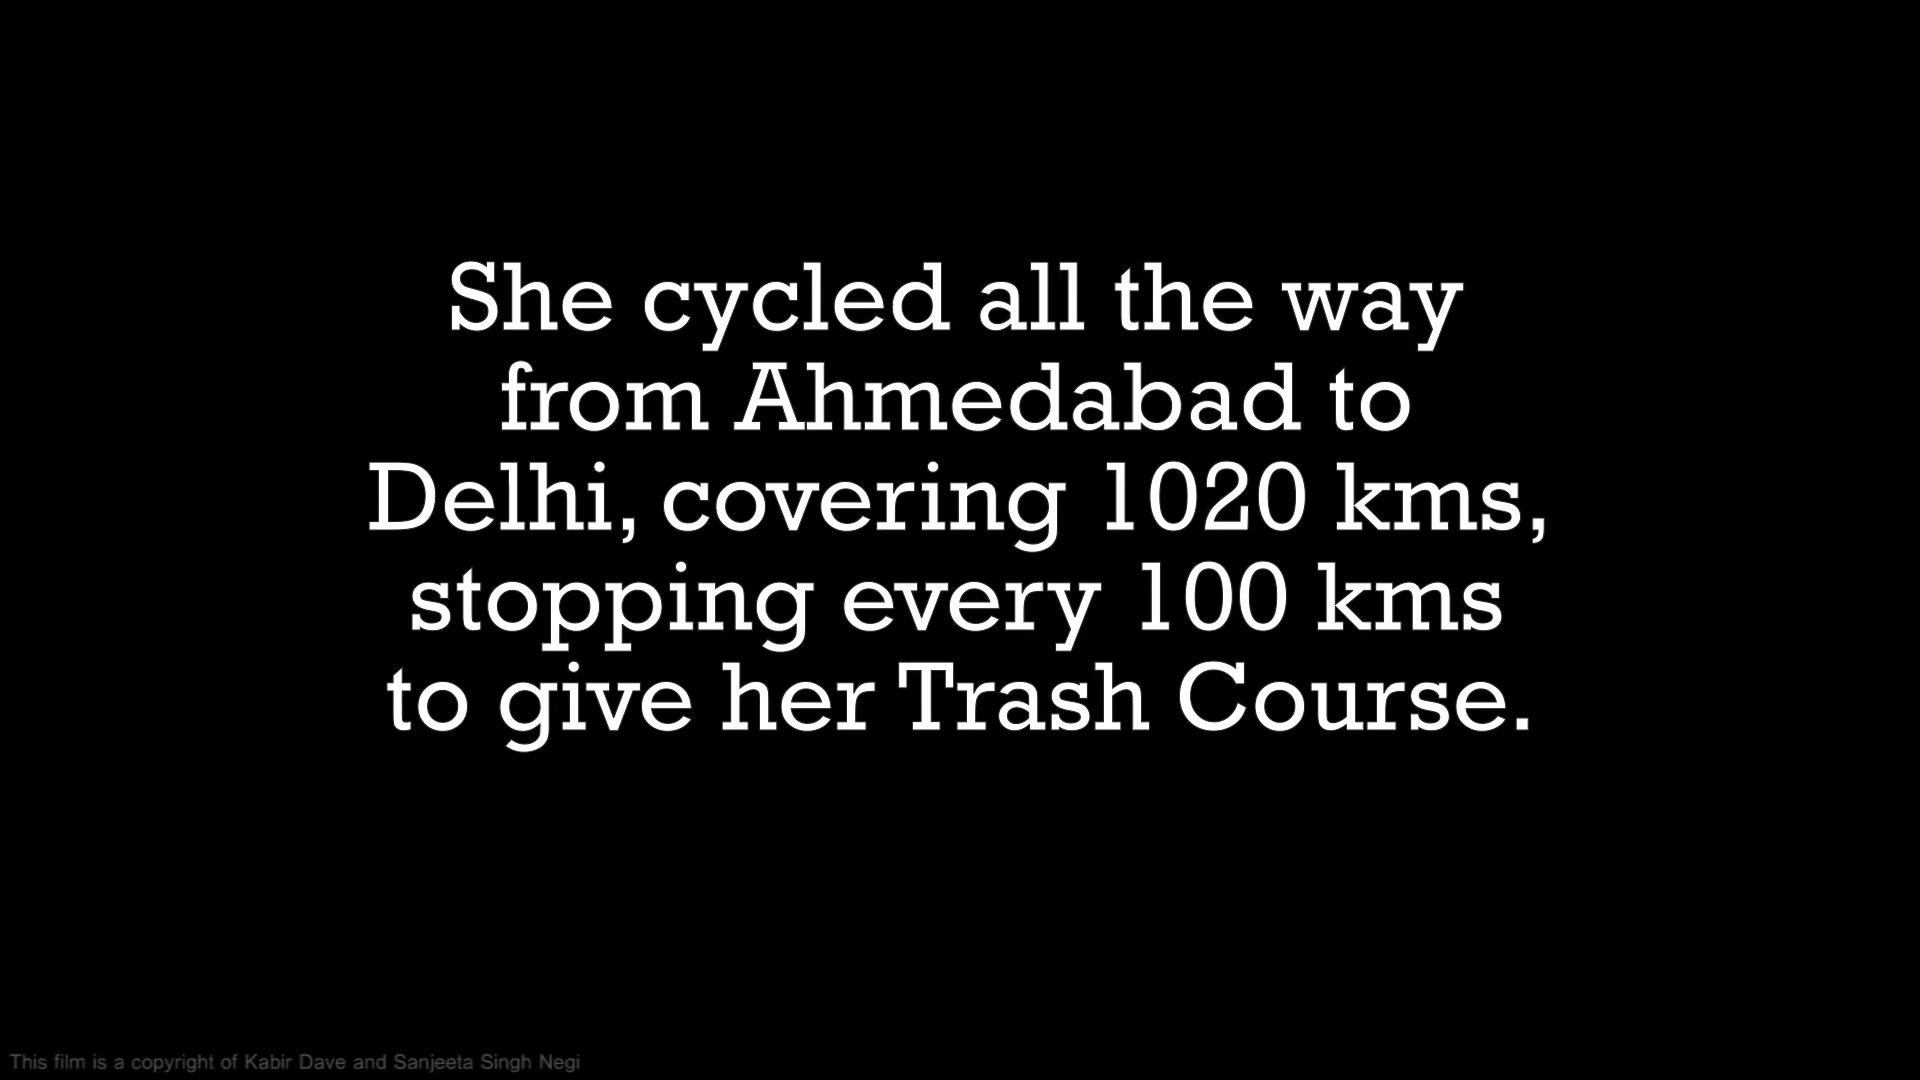 She cycled all the way
from Ahmedabad to
Delhi, covering 1020 kms,
stopping every 100 kms
to give her Trash Course.
This film is a copyright of Kabir Dave and Sanjeeta Singh Negi